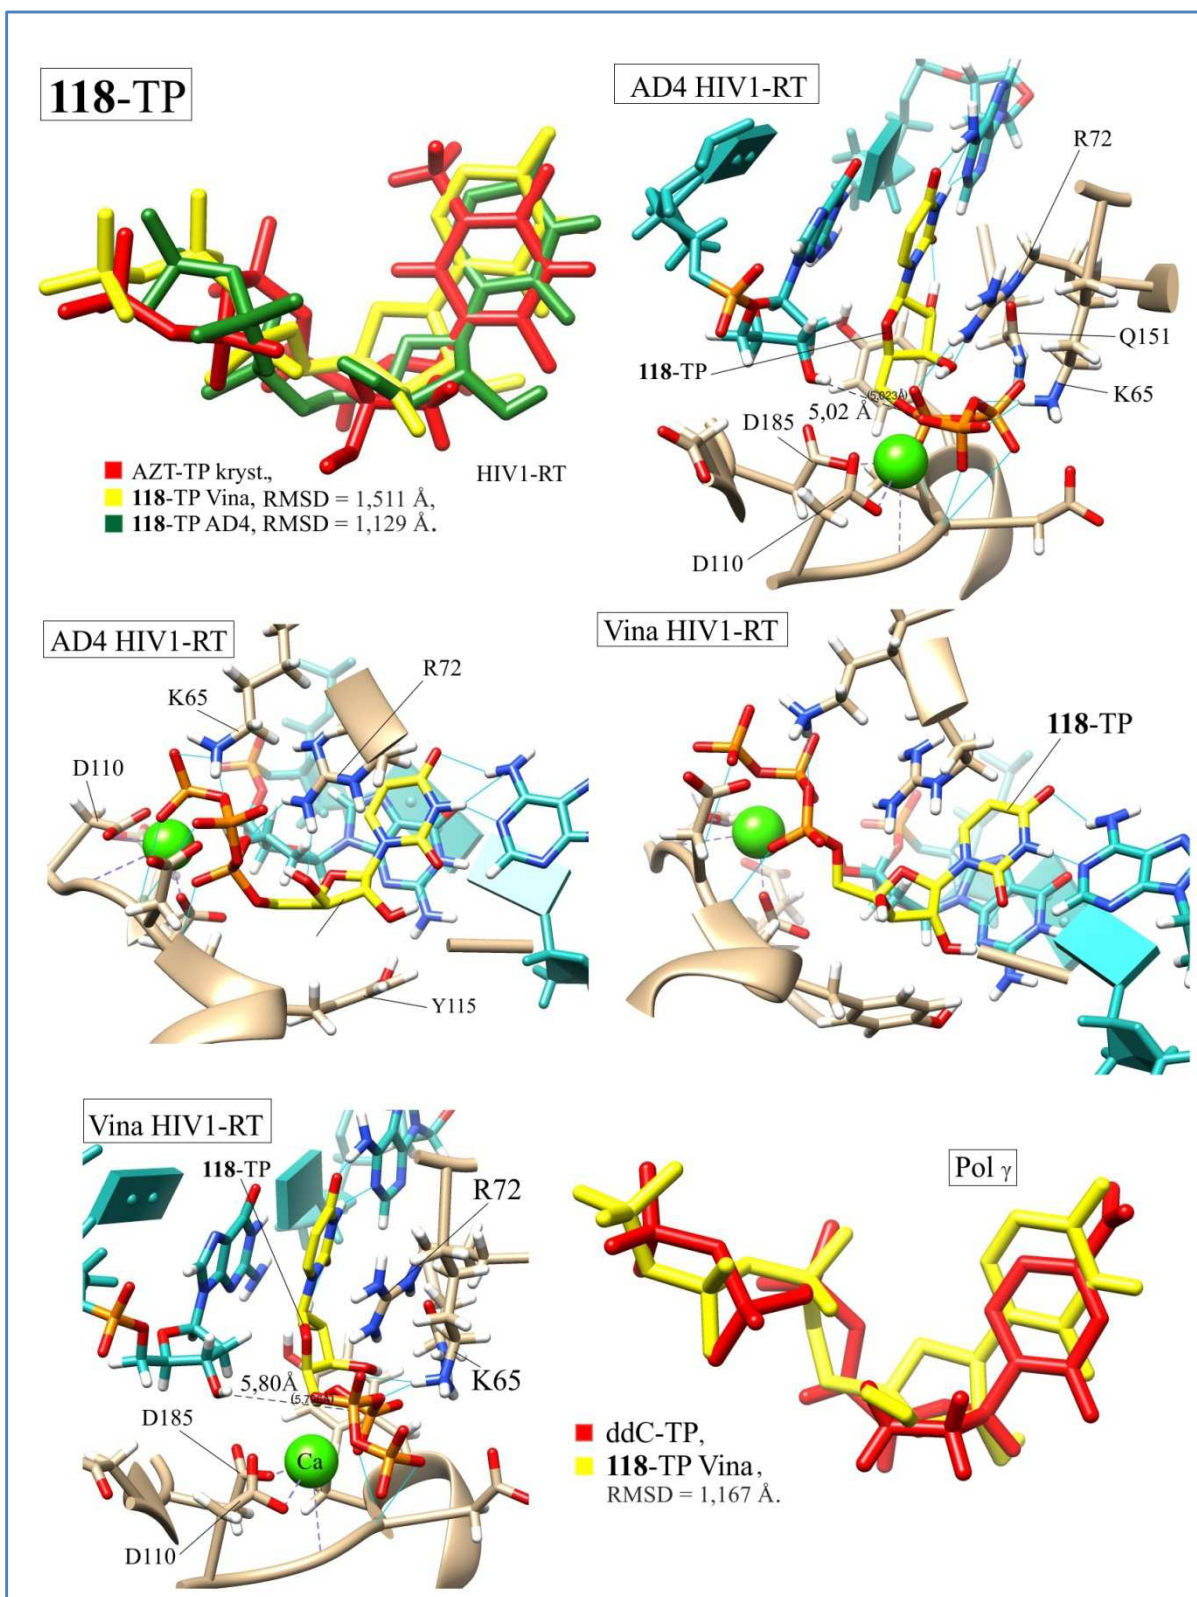 118-TP
AZT-TP kryst.,
118-TP Vina, RMSD = 1,511 Å,
118-TP AD4, RMSD = 1,129 Å.
HIV1-RT
AD4 HIV1-RT
R72
Q151
118-TP
K65
(5,023Å)
5,02 Å
D185
D110
AD4 HIV1-RT
R72
K65
D110
Y115
Vina HIV1-RT
118-TP
Vina HIV1-RT
118-TP
R72
K65
5,80Å
D185
Ca
D110
Pol γ
ddC-TP,
118-TP Vina,
RMSD = 1,167 Å.